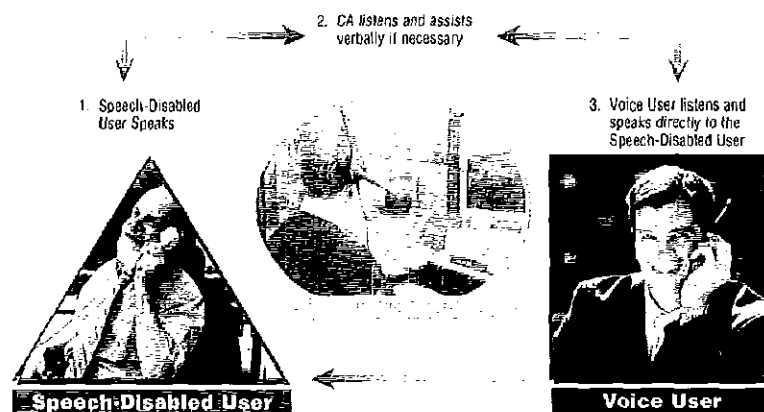 2. CA listens and assists
verbally if necessary
1. Speech-Disabled
User Speaks
3. Voice User listens and
speaks directly to the
Speech-Disabled User
Speech-Disabled User
Voice User